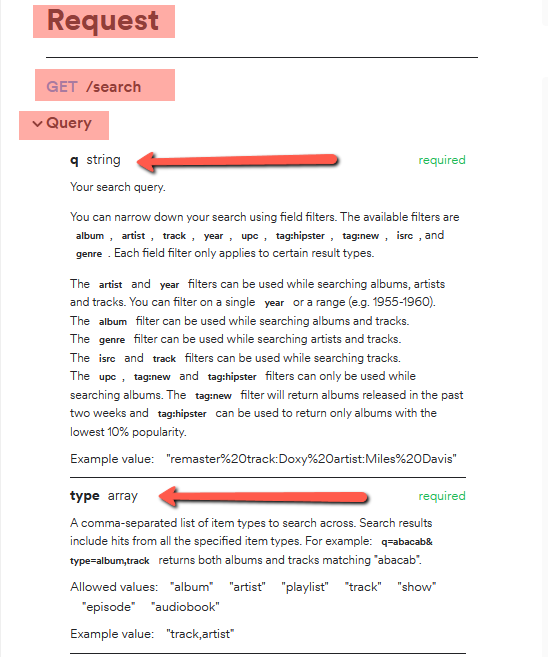 Request
GET /search
Query
q string required
Your search query.
You can narrow down your search using field filters. The available filters are
album , artist , track , year , upc , tag:hipster , tag:new , isrc , and
genre . Each field filter only applies to certain result types.
The artist and year filters can be used while searching albums, artists
and tracks. You can filter on a single year or a range (e.g. 1955-1960).
The album filter can be used while searching albums and tracks.
The genre filter can be used while searching artists and tracks.
The isrc and track filters can be used while searching tracks.
The upc , tag:new and tag:hipster filters can only be used while
searching albums. The tag:new filter will return albums released in the past
two weeks and tag:hipster can be used to return only albums with the
lowest 10% popularity.
Example value: "remaster%20track:Doxy%20artist:Miles%20Davis"
type array required
A comma-separated list of item types to search across. Search results
include hits from all the specified item types. For example: q=abacab&
type=album,track returns both albums and tracks matching "abacab".
Allowed values: "album" "artist" "playlist" "track" "show"
"episode" "audiobook"
Example value: "track,artist"